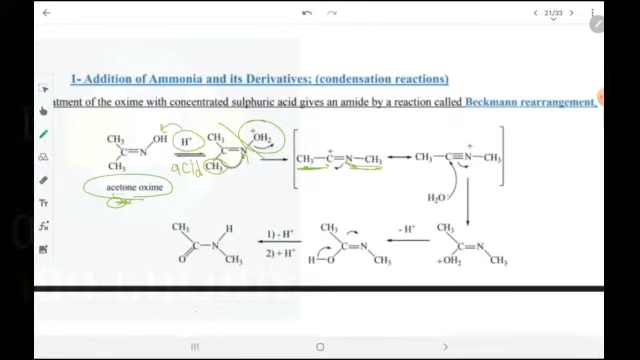 21/33
1- Addition of Ammonia and its Derivatives; (condensation reactions)
atment of the oxime with concentrated sulphuric acid gives an amide by a reaction called Beckmann rearrangement.
CH₃ C=N OH CH₃
H⁺
acid
CH₃ C=N +OH₂ CH₃
CH₃—C⁺=N—CH₃
CH₃—C≡N⁺—CH₃
acetone oxime
H₂O
CH₃ C=N CH₃ +OH₂
- H⁺
CH₃ C=N CH₃ H—O
1) - H⁺
2) + H⁺
CH₃ C—N H O CH₃